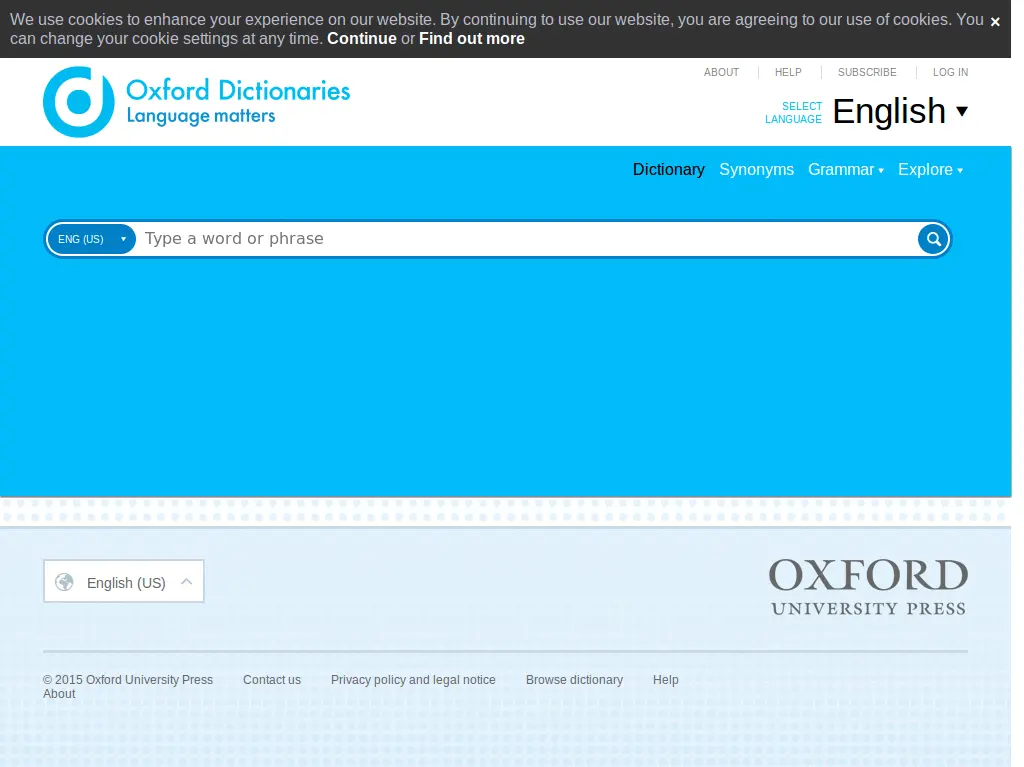 We use cookies to enhance your experience on our website. By continuing to use our website, you are agreeing to our use of cookies. You
can change your cookie settings at any time. Continue or Find out more
×
ABOUT HELP SUBSCRIBE LOG IN
Oxford Dictionaries
Language matters
SELECT
LANGUAGE
English ▼
Dictionary Synonyms Grammar ▾ Explore ▾
ENG (US) ▾ Type a word or phrase
English (US)
OXFORD
UNIVERSITY PRESS
© 2015 Oxford University Press Contact us Privacy policy and legal notice Browse dictionary Help
About